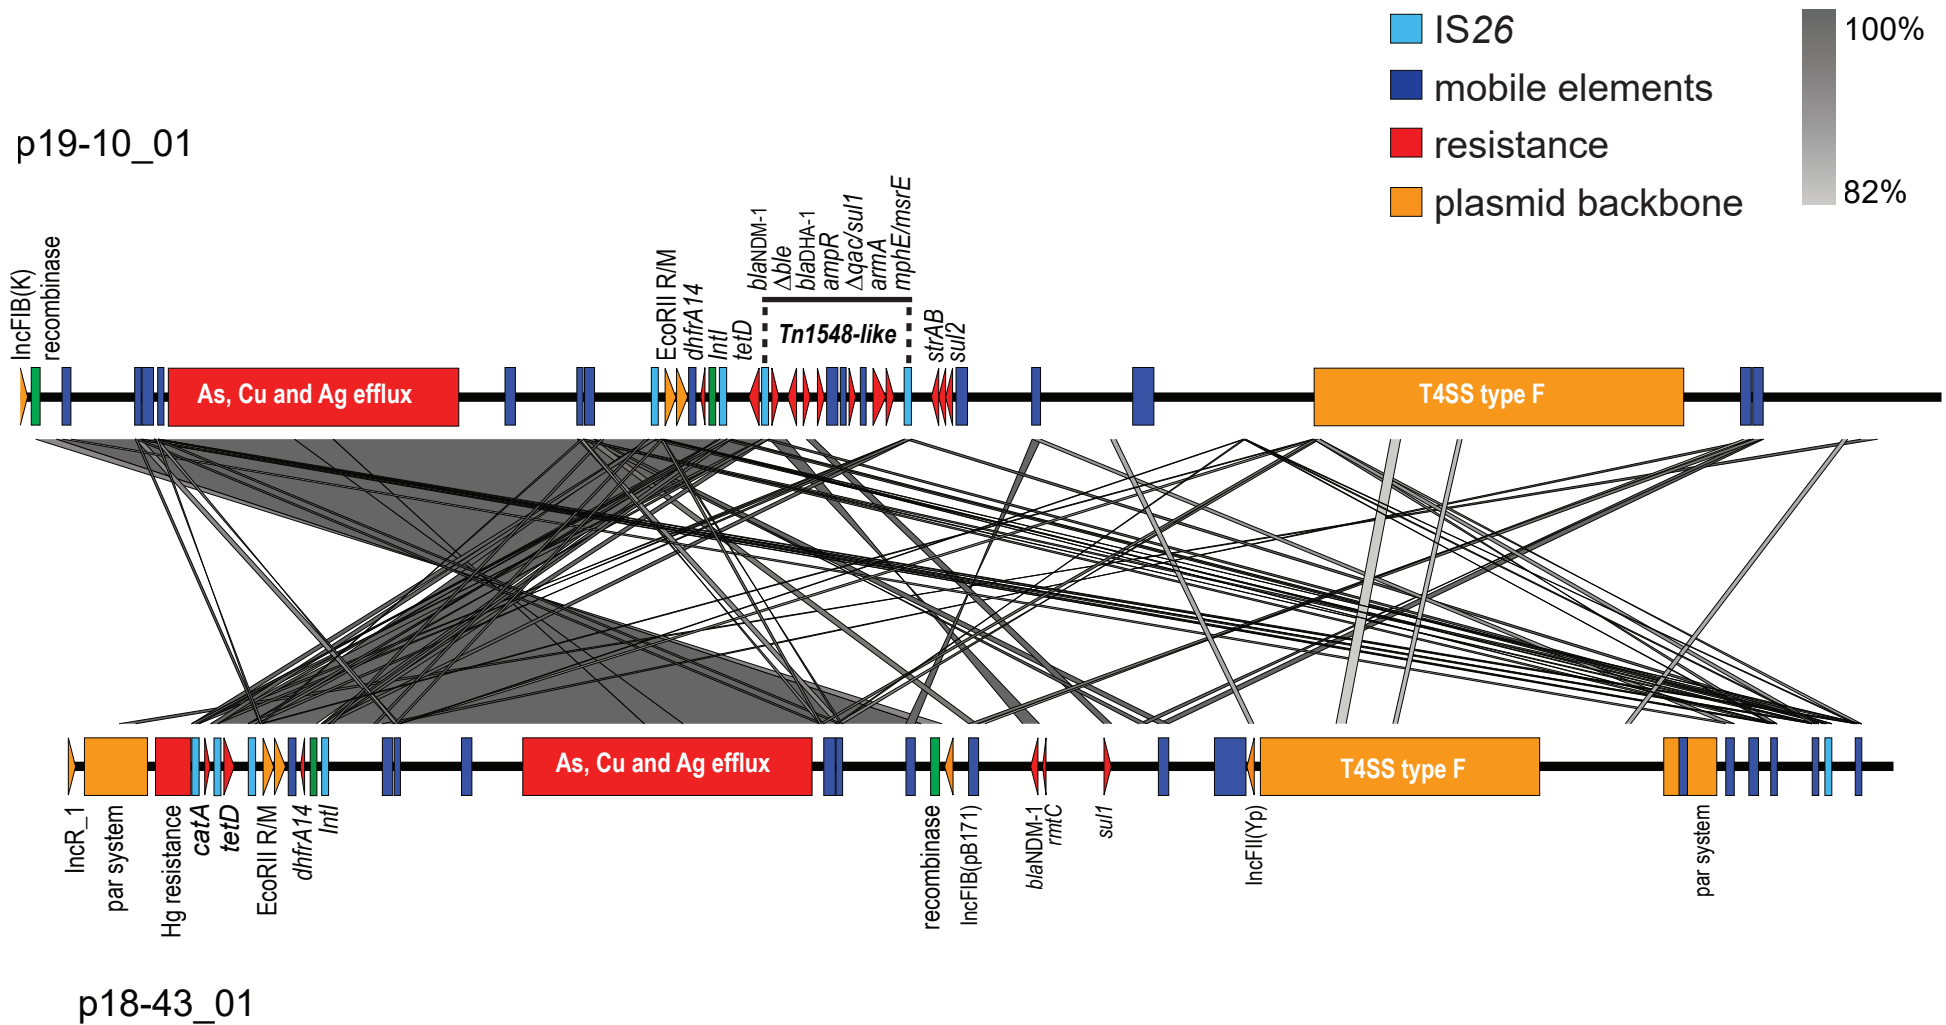 IS26
mobile elements
resistance
plasmid backbone
100%
82%
p19-10_01
IncFIB(K)
recombinase
EcoRII R/M
dhfrA14
IntI
tetD
blaNDM-1
Δble
blaDHA-1
ampR
Δqac/sul1
armA
mphE/msrE
Tn1548-like
strAB
sul2
As, Cu and Ag efflux
T4SS type F
As, Cu and Ag efflux
T4SS type F
IncR_1
par system
Hg resistance
catA
tetD
EcoRII R/M
dhfrA14
IntI
recombinase
IncFIB(pB171)
blaNDM-1
rmtC
sul1
IncFII(Yp)
par system
p18-43_01